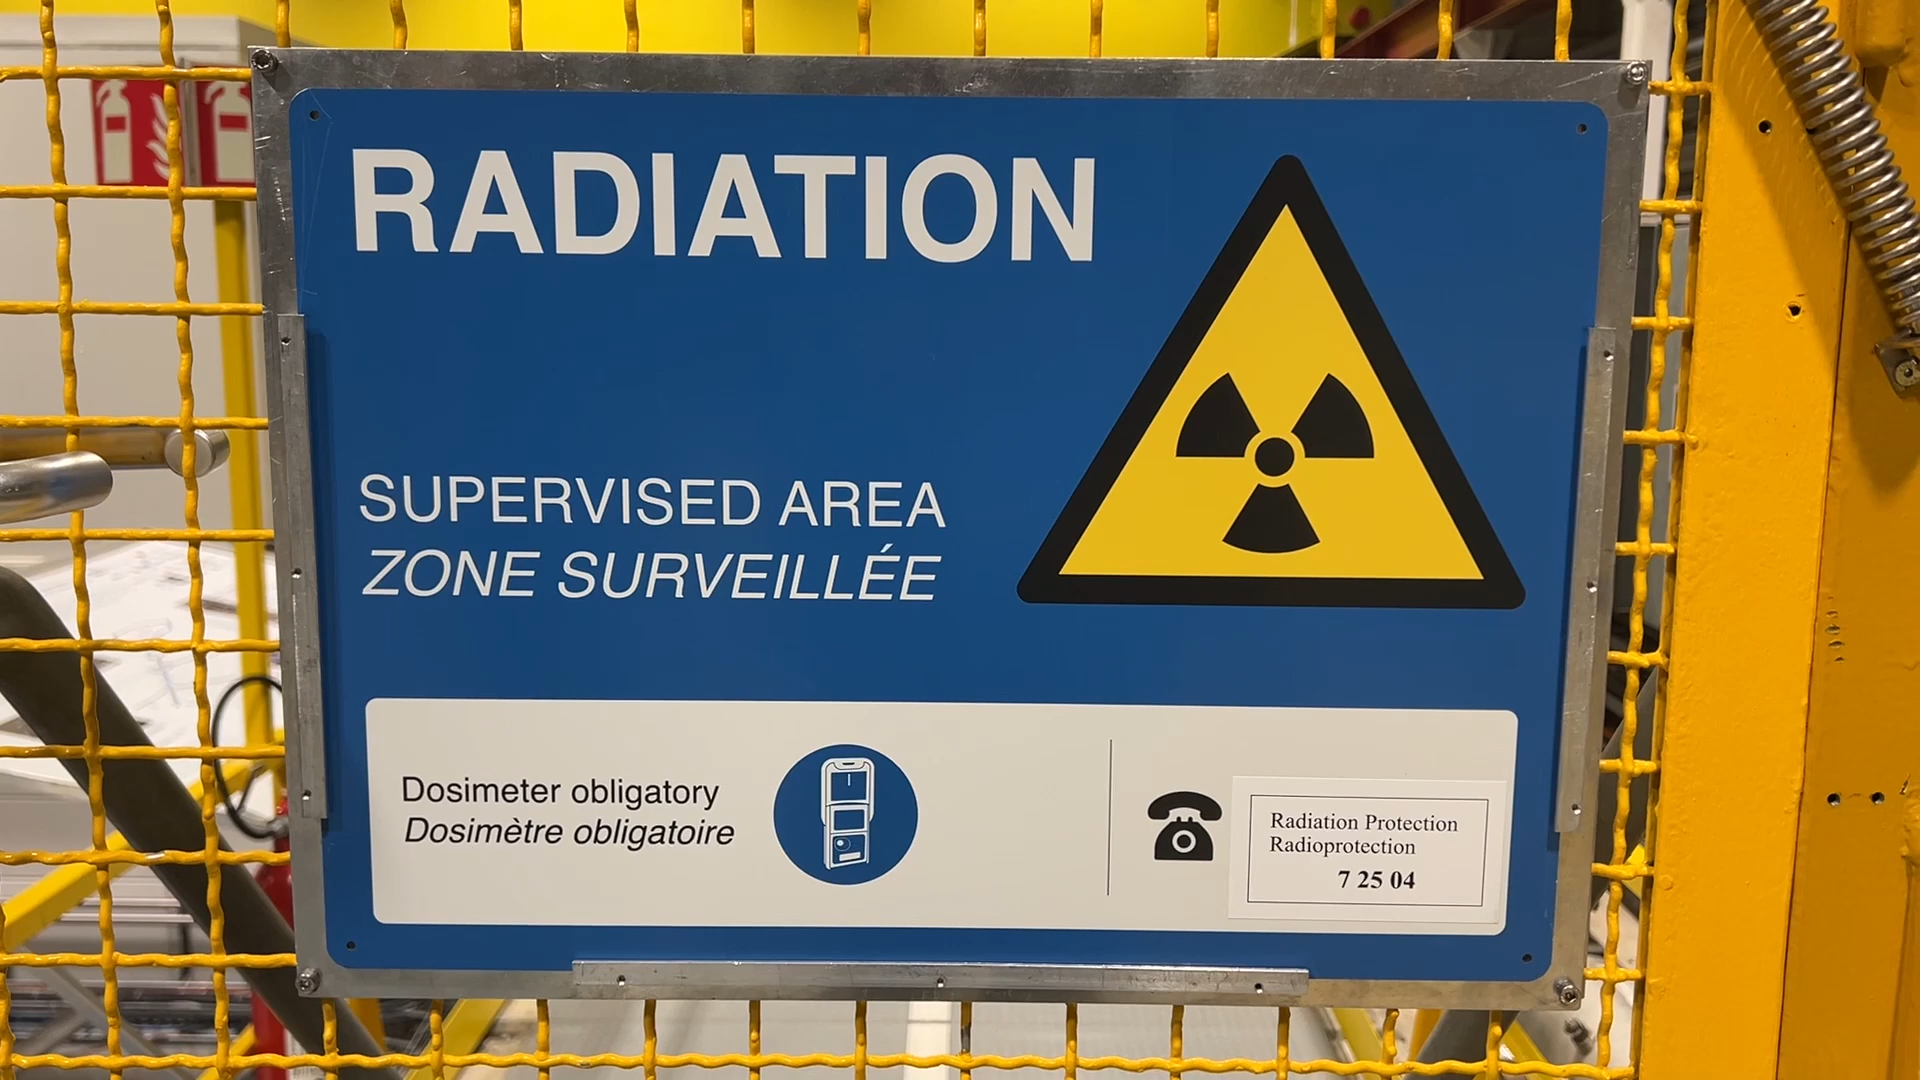 RADIATION
SUPERVISED AREA
ZONE SURVEILLÉE
Dosimeter obligatory
Dosimètre obligatoire
Radiation Protection
Radioprotection
7 25 04